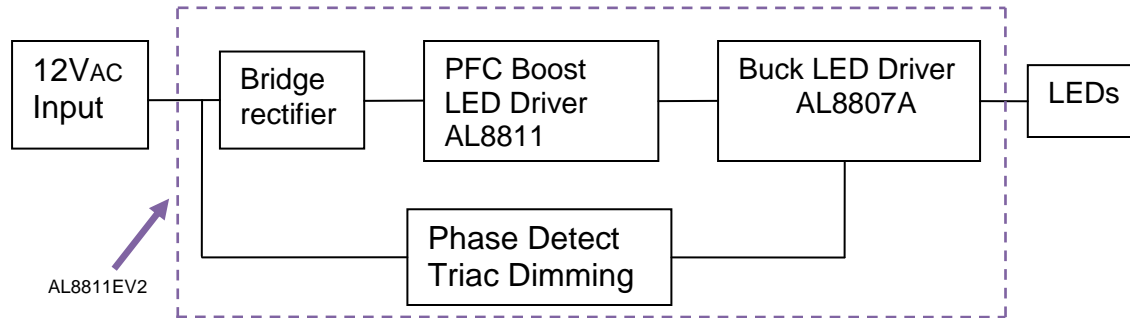 12VAC
Input
Bridge
rectifier
PFC Boost
LED Driver
AL8811
Buck LED Driver
AL8807A
LEDs
Phase Detect
Triac Dimming
AL8811EV2